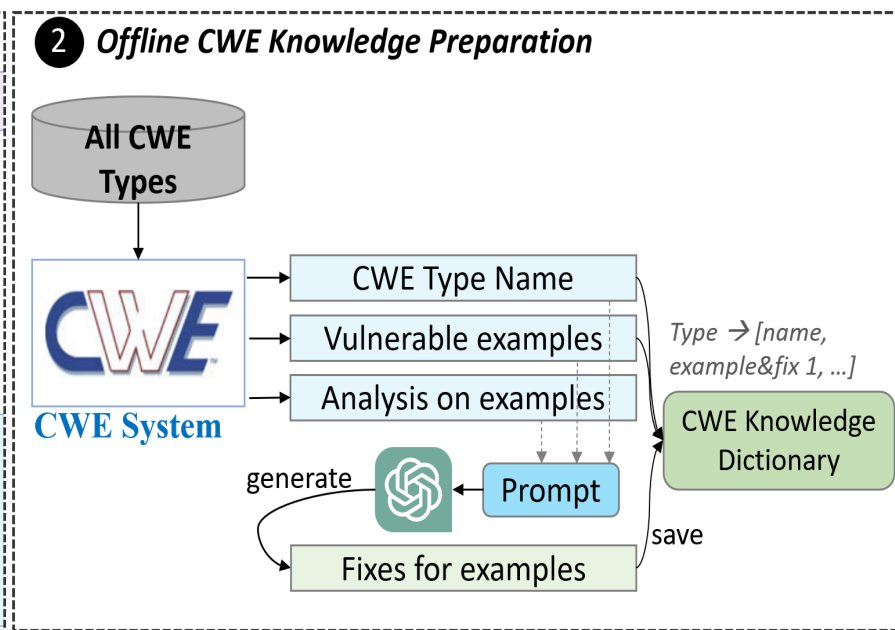 2 Offline CWE Knowledge Preparation
All CWE
Types
CWE
CWE System
CWE Type Name
Vulnerable examples
Analysis on examples
Type → [name,
example&fix 1, ...]
CWE Knowledge
Dictionary
generate
Prompt
save
Fixes for examples